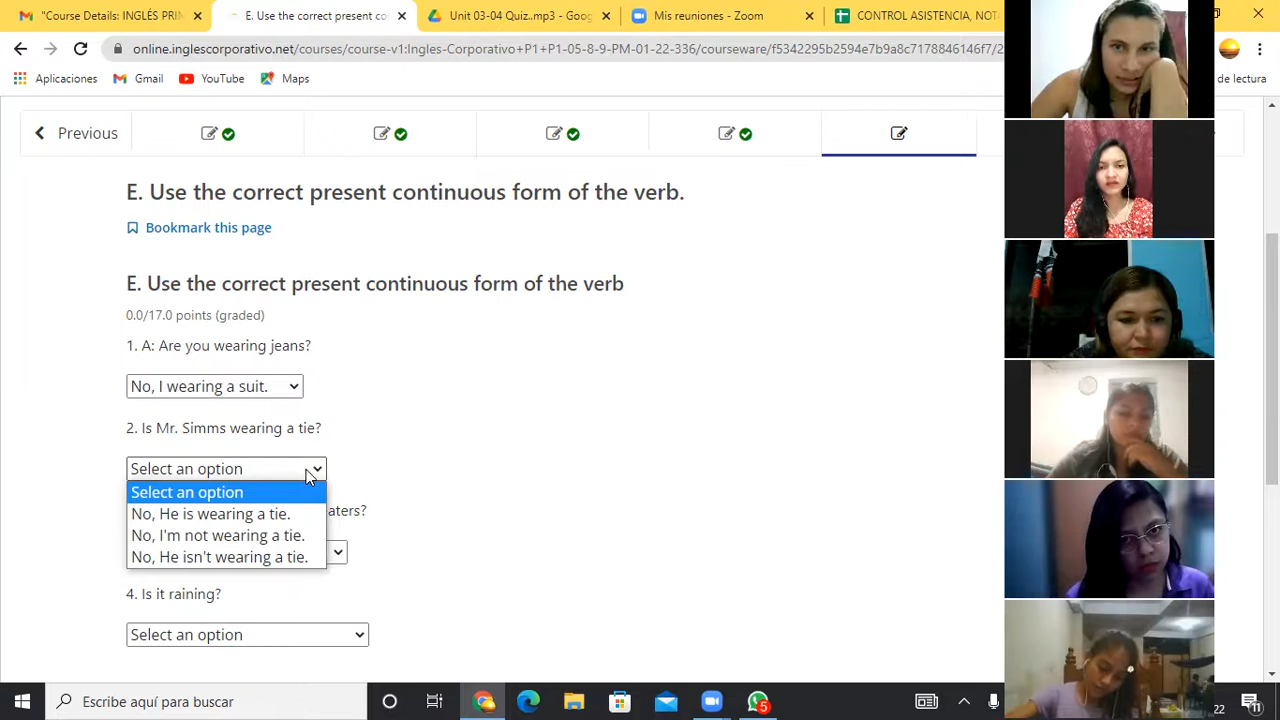 "Course Details: INGLÉS PRIN
E. Use the correct present co
Unit 03-04 Quiz..mp3 - Goog
Mis reuniones - Zoom
CONTROL ASISTENCIA, NOTA
online.inglescorporativo.net/courses/course-v1:Ingles-Corporativo+P1+P1-05-8-9-PM-01-22-336/courseware/f5342295b2594e7b9a8c7178846146f7/2
Aplicaciones
Gmail
YouTube
Maps
de lectura
Previous
E. Use the correct present continuous form of the verb.
Bookmark this page
E. Use the correct present continuous form of the verb
0.0/17.0 points (graded)
1. A: Are you wearing jeans?
No, I wearing a suit.
2. Is Mr. Simms wearing a tie?
Select an option
Select an option
No, He is wearing a tie.
aters?
No, I'm not wearing a tie.
No, He isn't wearing a tie.
4. Is it raining?
Select an option
Escribe aquí para buscar
5
22
11